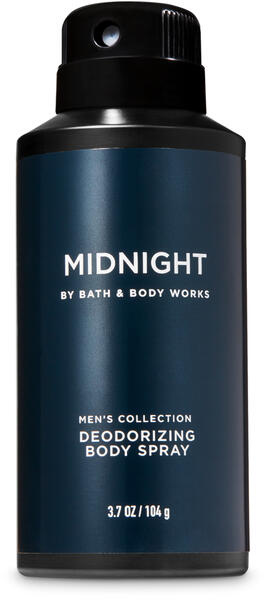 MIDNIGHT
BY BATH & BODY WORKS
MEN'S COLLECTION
DEODORIZING
BODY SPRAY
3.7 OZ / 104 g